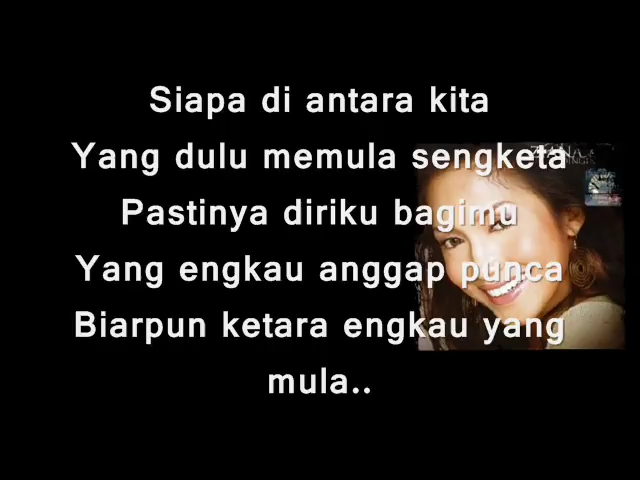 Siapa di antara kita
Yang dulu memula sengketa
Pastinya diriku bagimu
Yang engkau anggap punca
Biarpun ketara engkau yang
mula..